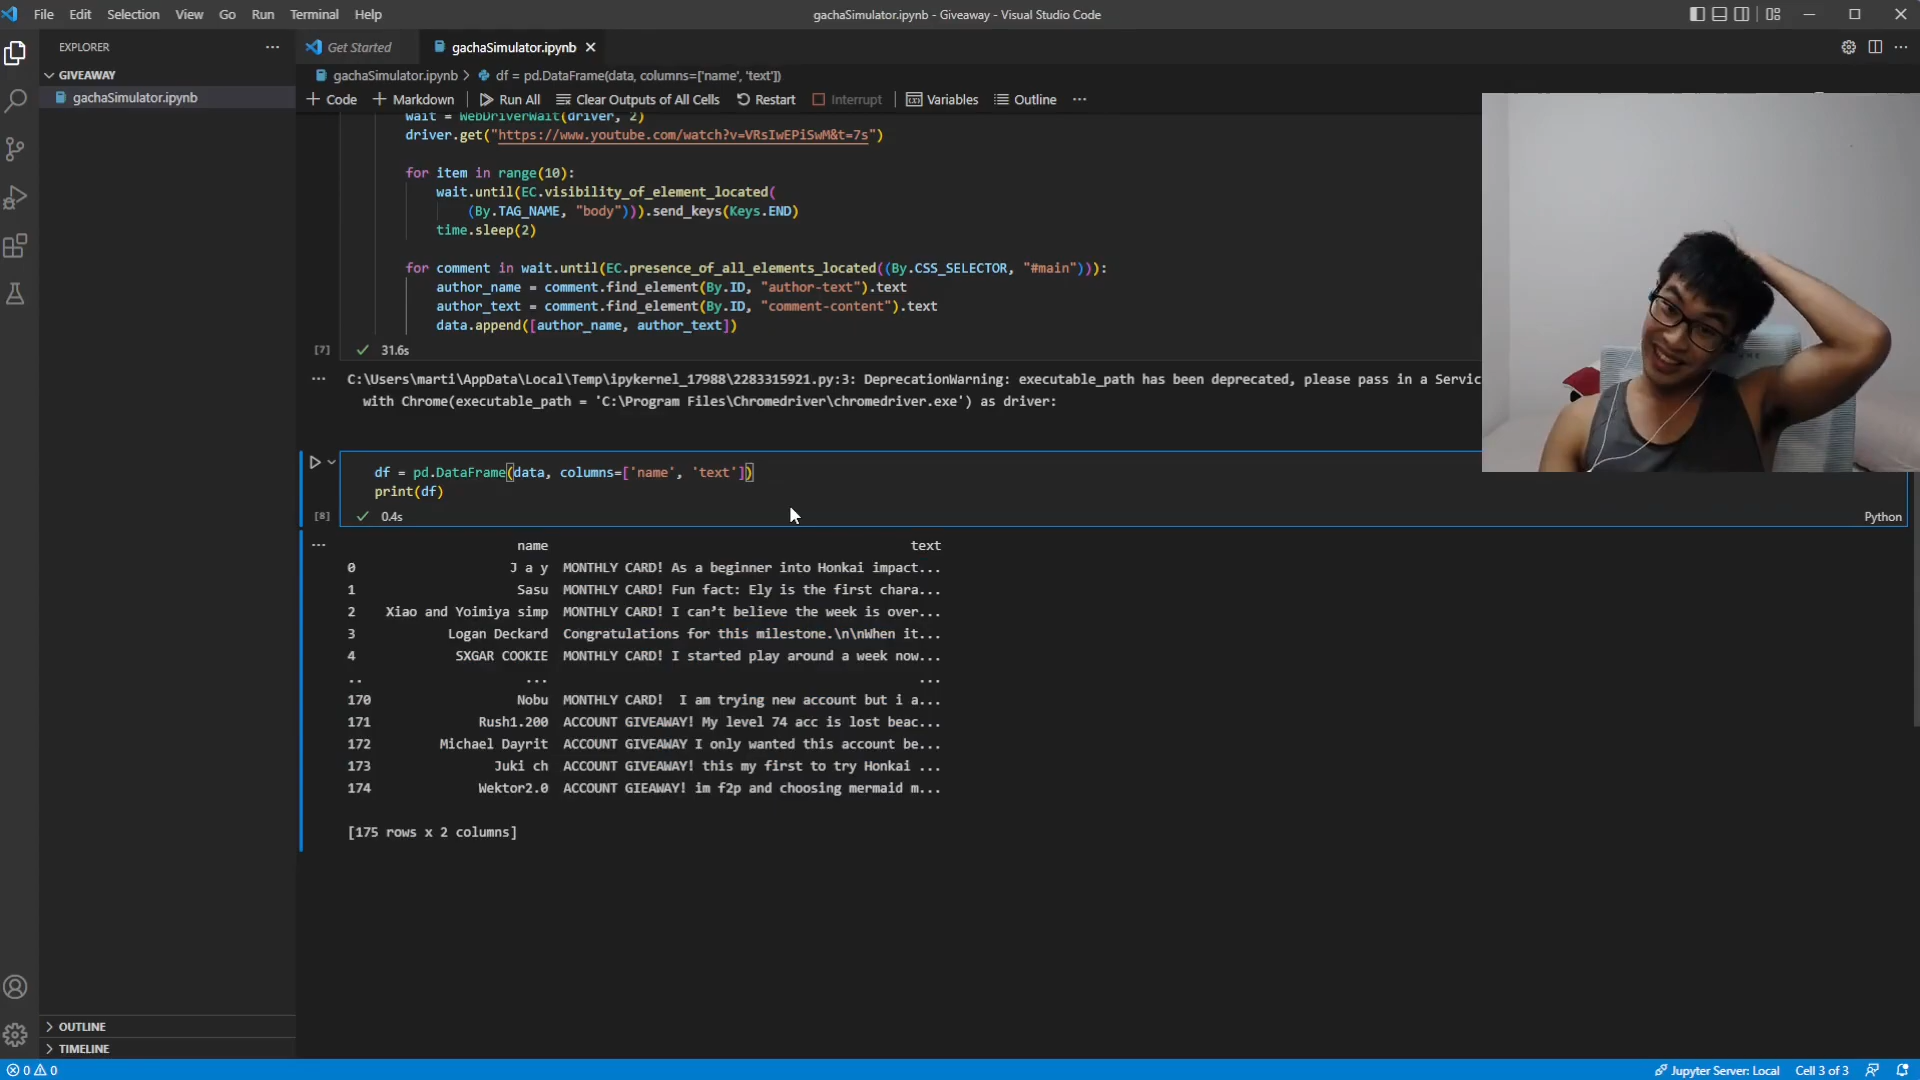 File Edit Selection View Go Run Terminal Help
gachaSimulator.ipynb - Giveaway - Visual Studio Code
EXPLORER
GIVEAWAY
gachaSimulator.ipynb
Get Started
gachaSimulator.ipynb
gachaSimulator.ipynb > df = pd.DataFrame(data, columns=['name', 'text'])
+ Code + Markdown Run All Clear Outputs of All Cells Restart Interrupt Variables Outline ...
wait = WebDriverWait(driver, 2)
driver.get("https://www.youtube.com/watch?v=VRsIwEPiSwM&t=7s")
for item in range(10):
wait.until(EC.visibility_of_element_located(
(By.TAG_NAME, "body"))).send_keys(Keys.END)
time.sleep(2)
for comment in wait.until(EC.presence_of_all_elements_located((By.CSS_SELECTOR, "#main"))):
author_name = comment.find_element(By.ID, "author-text").text
author_text = comment.find_element(By.ID, "comment-content").text
data.append([author_name, author_text])
[7] 31.6s
C:\Users\marti\AppData\Local\Temp\ipykernel_17988\2283315921.py:3: DeprecationWarning: executable_path has been deprecated, please pass in a Servic
with Chrome(executable_path = 'C:\Program Files\Chromedriver\chromedriver.exe') as driver:
df = pd.DataFrame(data, columns=['name', 'text'])
print(df)
[8] 0.4s
Python
name text
0 J a y MONTHLY CARD! As a beginner into Honkai impact...
1 Sasu MONTHLY CARD! Fun fact: Ely is the first chara...
2 Xiao and Yoimiya simp MONTHLY CARD! I can’t believe the week is over...
3 Logan Deckard Congratulations for this milestone.\n\nWhen it...
4 SXGAR COOKIE MONTHLY CARD! I started play around a week now...
.. ... ...
170 Nobu MONTHLY CARD!  I am trying new account but i a...
171 Rush1.200 ACCOUNT GIVEAWAY! My level 74 acc is lost beac...
172 Michael Dayrit ACCOUNT GIVEAWAY I only wanted this account be...
173 Juki ch ACCOUNT GIVEAWAY! this my first to try Honkai ...
174 Wektor2.0 ACCOUNT GIEAWAY! im f2p and choosing mermaid m...
[175 rows x 2 columns]
OUTLINE
TIMELINE
0 0
Jupyter Server: Local Cell 3 of 3